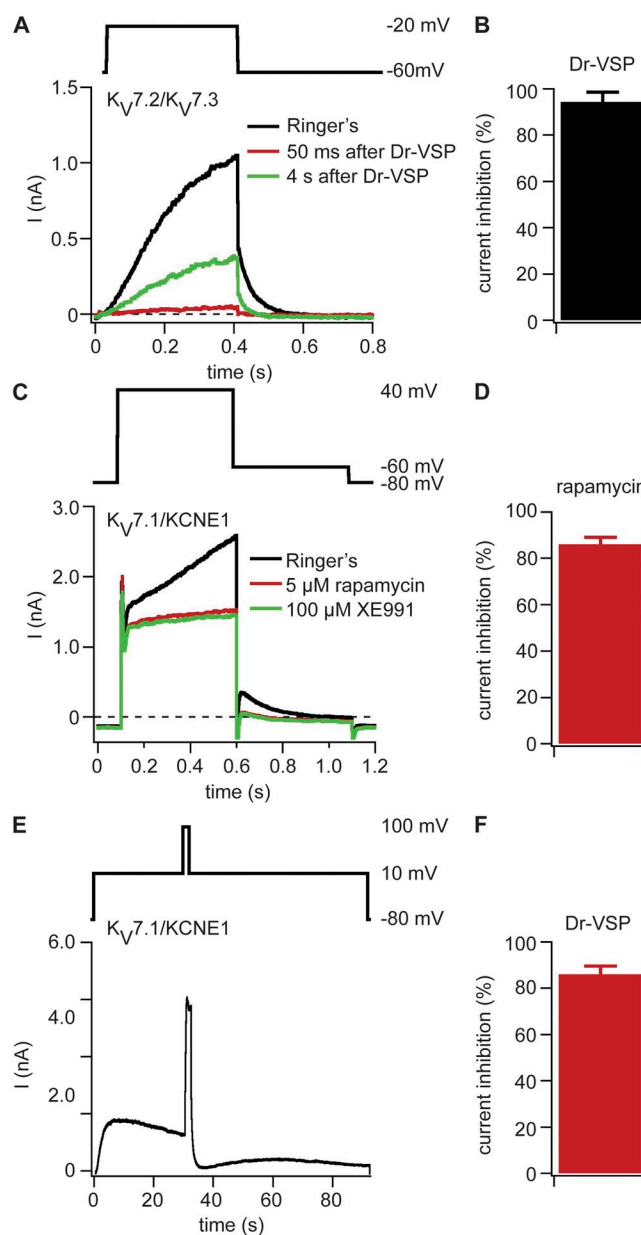 A
-20 mV
-60mV
KV7.2/KV7.3
Ringer's
50 ms after Dr-VSP
4 s after Dr-VSP
1.5
1.0
0.5
0
I (nA)
0
0.2
0.4
0.6
0.8
time (s)
B
Dr-VSP
100
80
60
40
20
0
current inhibition (%)
C
40 mV
-60 mV
-80 mV
KV7.1/KCNE1
Ringer's
5 µM rapamycin
100 µM XE991
3.0
2.0
1.0
0
I (nA)
0
0.2
0.4
0.6
0.8
1.0
1.2
time (s)
D
rapamycin
100
80
60
40
20
0
current inhibition (%)
E
100 mV
10 mV
-80 mV
KV7.1/KCNE1
6.0
4.0
2.0
0
I (nA)
0
20
40
60
80
time (s)
F
Dr-VSP
100
80
60
40
20
0
current inhibition (%)